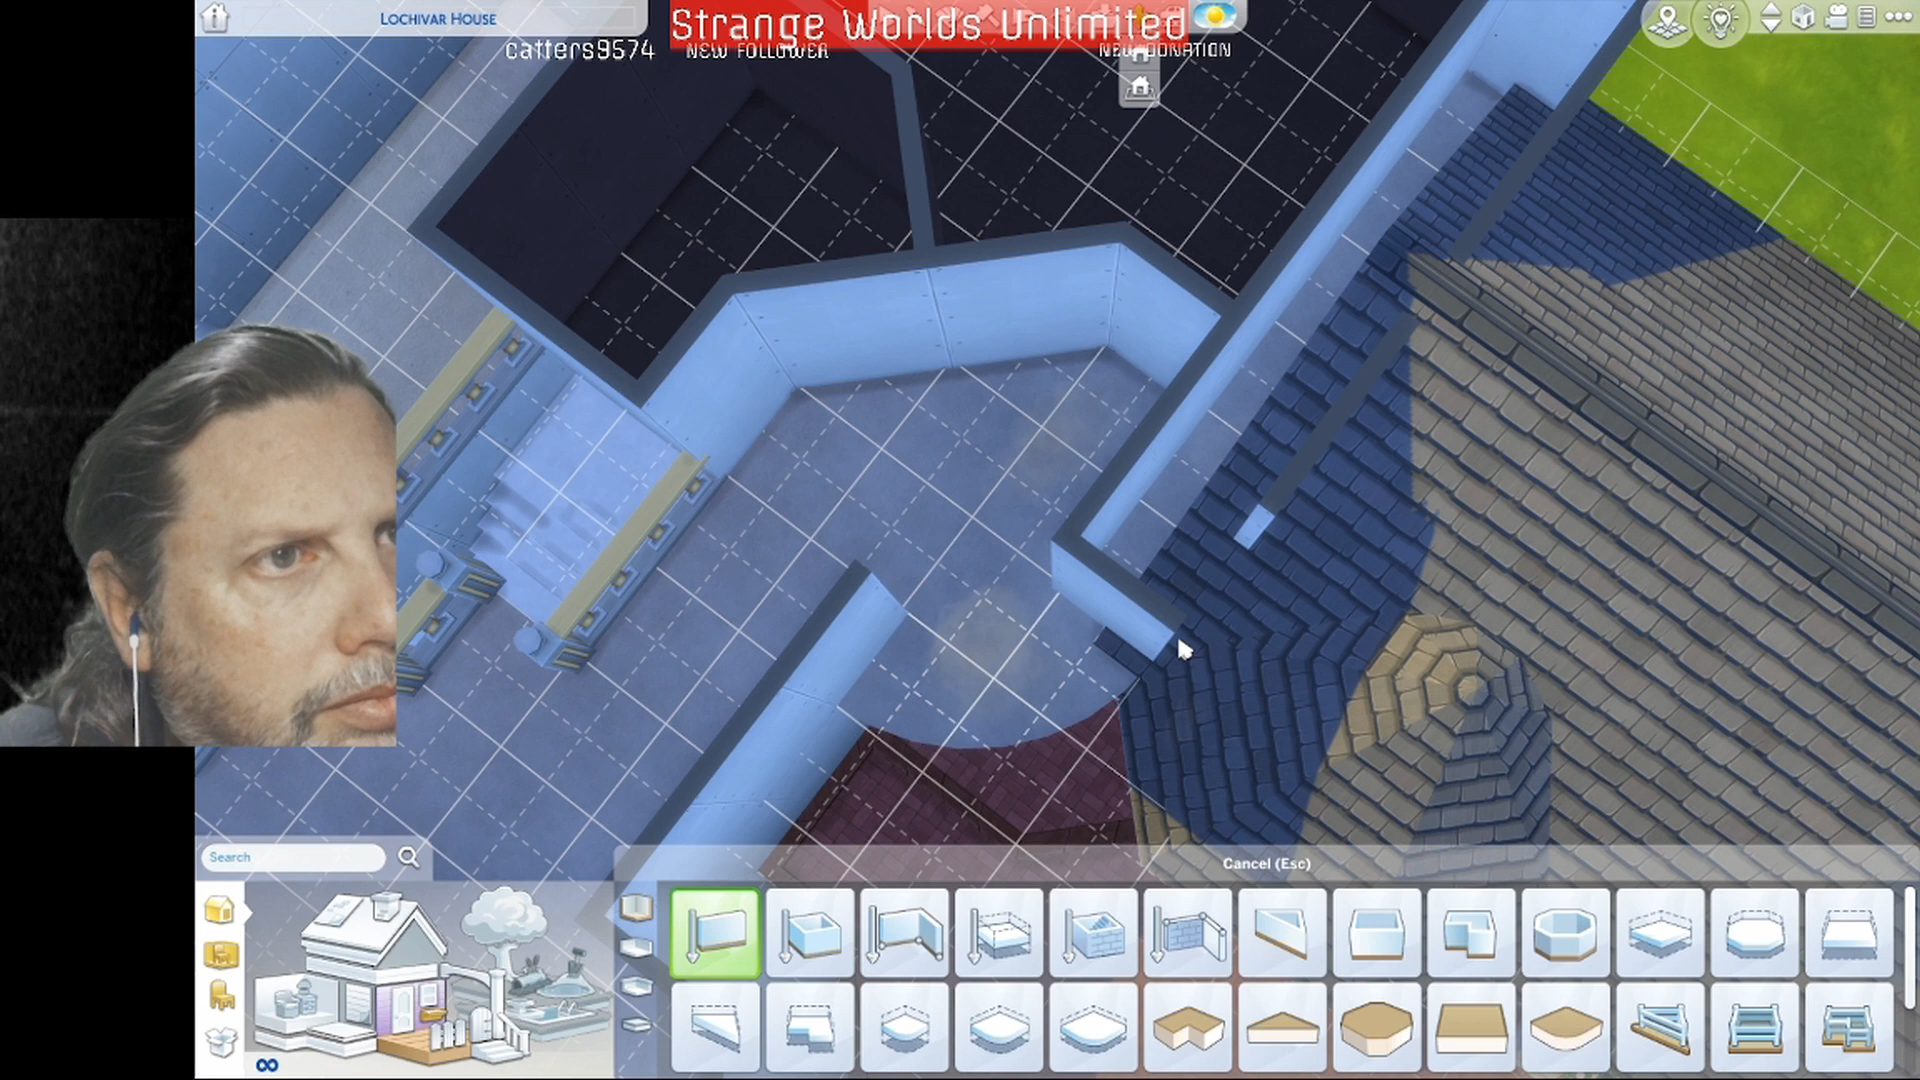 LOCHIVAR HOUSE
Strange Worlds Unlimited
catters9574 NEW FOLLOWER NEW DONATION
Search
Cancel (Esc)